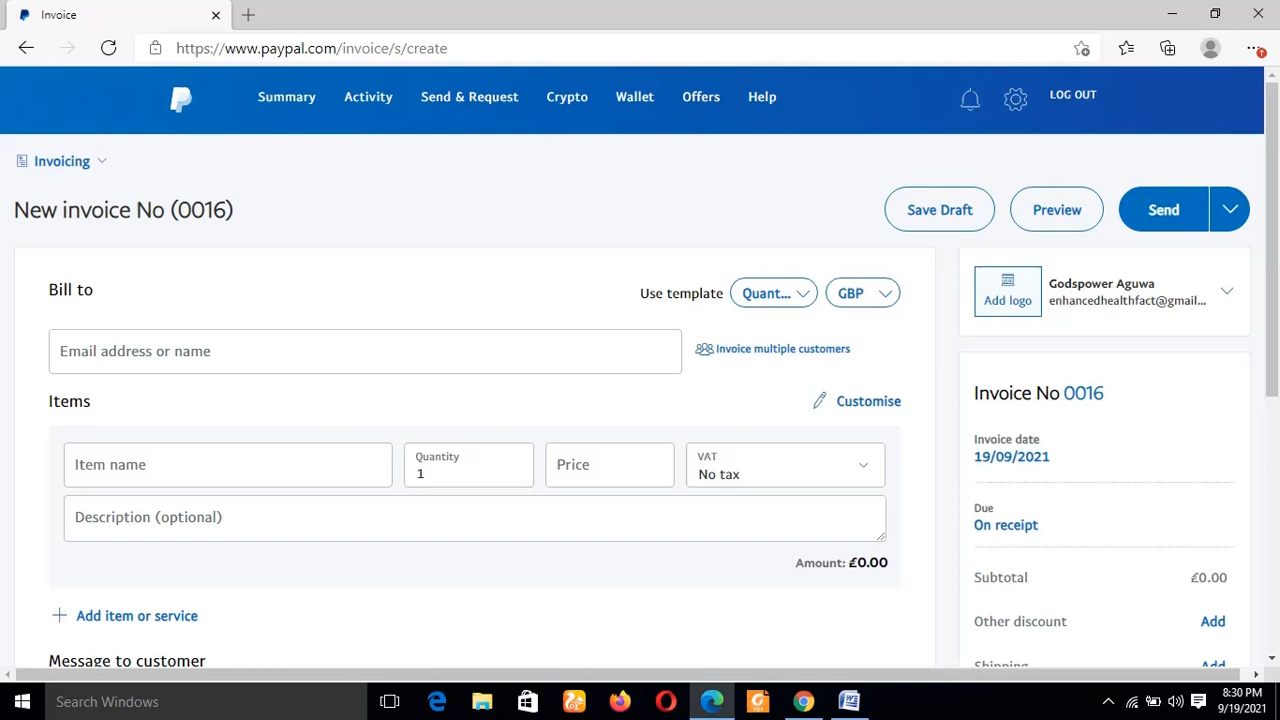 Invoice
https://www.paypal.com/invoice/s/create
Summary Activity Send & Request Crypto Wallet Offers Help LOG OUT
Invoicing
New invoice No (0016)
Save Draft Preview Send
Bill to
Use template Quant... GBP
Email address or name
Invoice multiple customers
Items
Customise
Item name
Quantity
1
Price
VAT
No tax
Description (optional)
Amount: £0.00
Add item or service
Message to customer
Add logo
Godspower Aguwa
enhancedhealthfact@gmail...
Invoice No 0016
Invoice date
19/09/2021
Due
On receipt
Subtotal £0.00
Other discount Add
Shipping Add
Search Windows
8:30 PM
9/19/2021